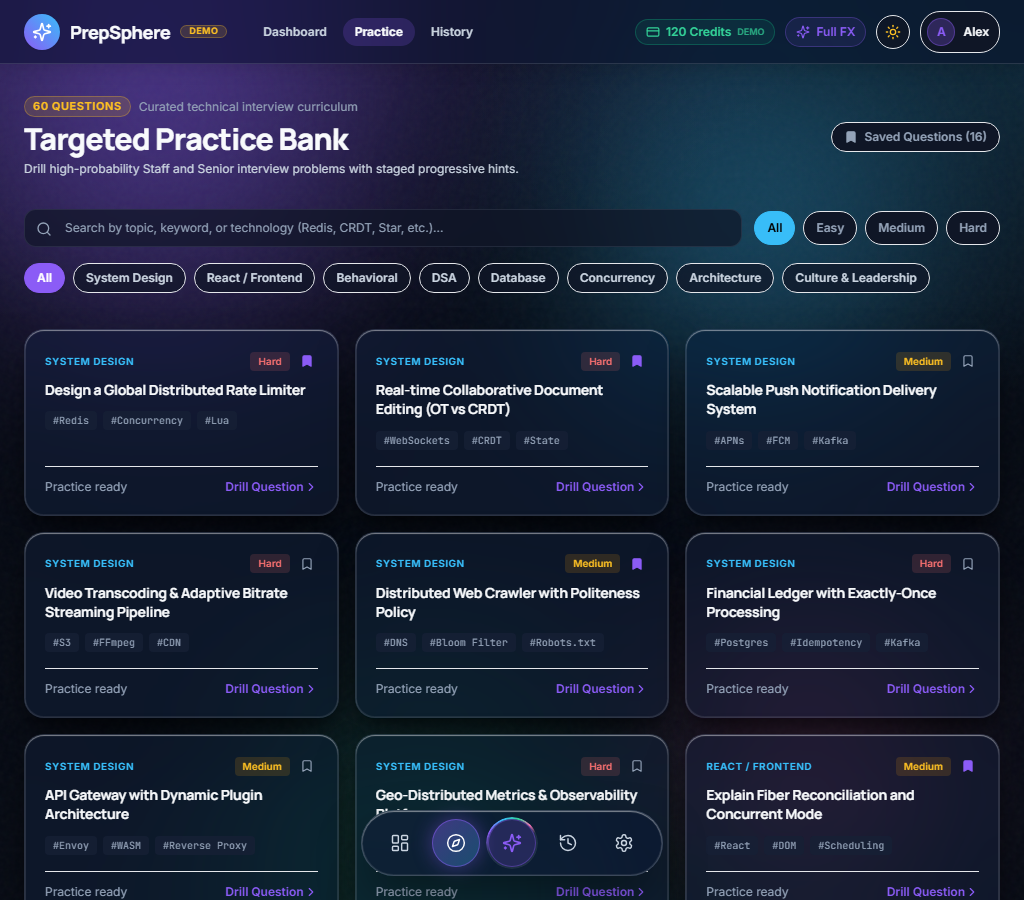 PrepSphere DEMO Dashboard Practice History 120 Credits DEMO Full FX A Alex
60 QUESTIONS Curated technical interview curriculum
Targeted Practice Bank
Saved Questions (16)
Drill high-probability Staff and Senior interview problems with staged progressive hints.
Search by topic, keyword, or technology (Redis, CRDT, Star, etc.)... All Easy Medium Hard
All System Design React / Frontend Behavioral DSA Database Concurrency Architecture Culture & Leadership
SYSTEM DESIGN Hard
Design a Global Distributed Rate Limiter
#Redis #Concurrency #Lua
Practice ready Drill Question
SYSTEM DESIGN Hard
Real-time Collaborative Document
Editing (OT vs CRDT)
#WebSockets #CRDT #State
Practice ready Drill Question
SYSTEM DESIGN Medium
Scalable Push Notification Delivery
System
#APNs #FCM #Kafka
Practice ready Drill Question
SYSTEM DESIGN Hard
Video Transcoding & Adaptive Bitrate
Streaming Pipeline
#S3 #FFmpeg #CDN
Practice ready Drill Question
SYSTEM DESIGN Medium
Distributed Web Crawler with Politeness
Policy
#DNS #Bloom Filter #Robots.txt
Practice ready Drill Question
SYSTEM DESIGN Hard
Financial Ledger with Exactly-Once
Processing
#Postgres #Idempotency #Kafka
Practice ready Drill Question
SYSTEM DESIGN Medium
API Gateway with Dynamic Plugin
Architecture
#Envoy #WASM #Reverse Proxy
Practice ready Drill Question
SYSTEM DESIGN Hard
Geo-Distributed Metrics & Observability
Practice ready Drill Question
REACT / FRONTEND Medium
Explain Fiber Reconciliation and
Concurrent Mode
#React #DOM #Scheduling
Practice ready Drill Question